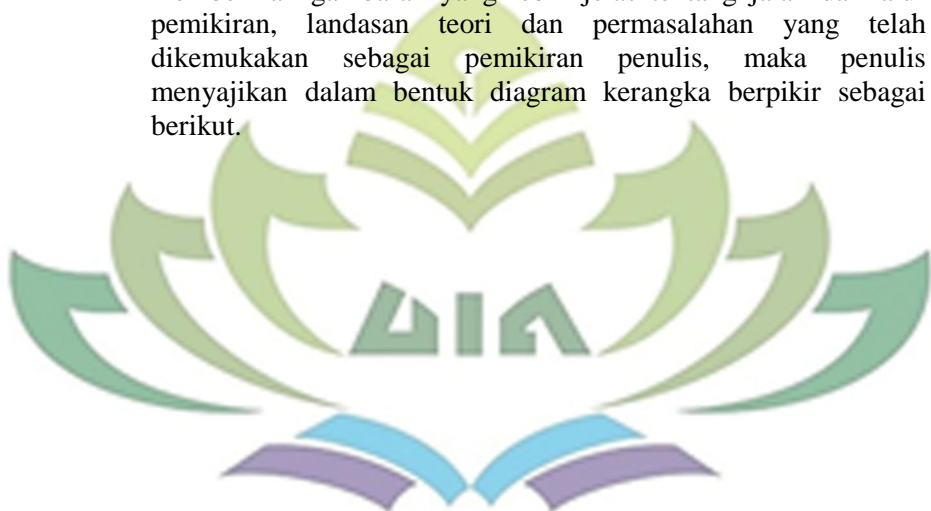 pemikiran, landasan teori dan permasalahan yang telah
dikemukakan sebagai pemikiran penulis, maka penulis
menyajikan dalam bentuk diagram kerangka berpikir sebagai
berikut.
UIN